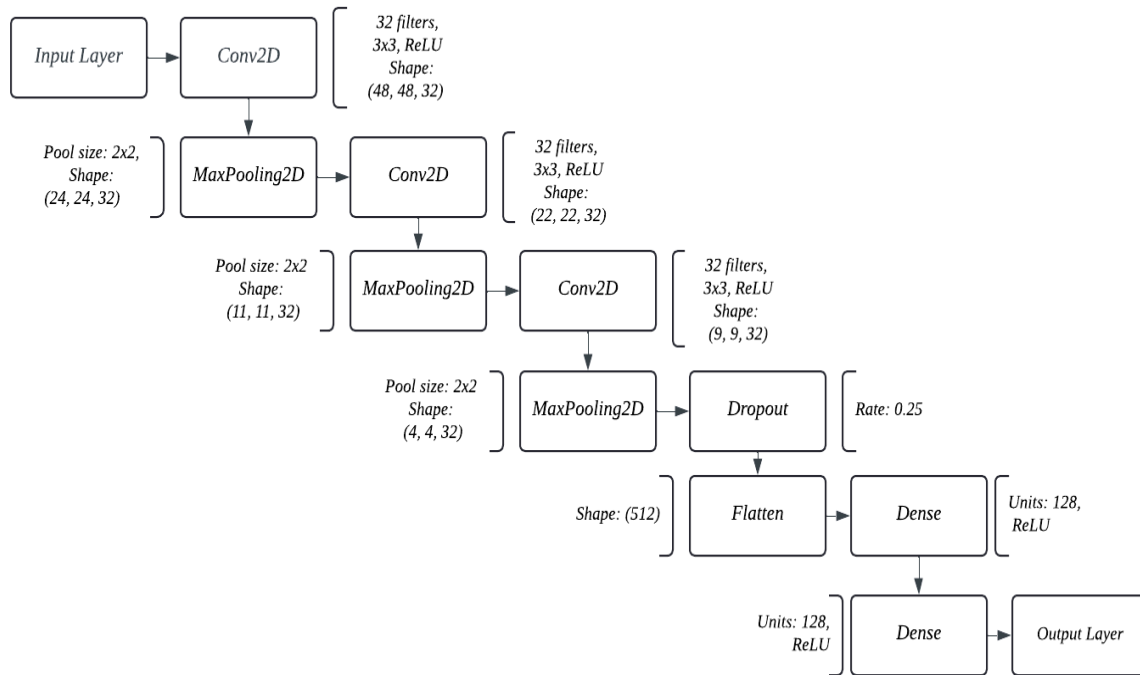 Input Layer
Conv2D
32 filters,
3x3, ReLU
Shape:
(48, 48, 32)
Pool size: 2x2,
Shape:
(24, 24, 32)
MaxPooling2D
Conv2D
32 filters,
3x3, ReLU
Shape:
(22, 22, 32)
Pool size: 2x2
Shape:
(11, 11, 32)
MaxPooling2D
Conv2D
32 filters,
3x3, ReLU
Shape:
(9, 9, 32)
Pool size: 2x2
Shape:
(4, 4, 32)
MaxPooling2D
Dropout
Rate: 0.25
Shape: (512)
Flatten
Dense
Units: 128,
ReLU
Units: 128,
ReLU
Dense
Output Layer